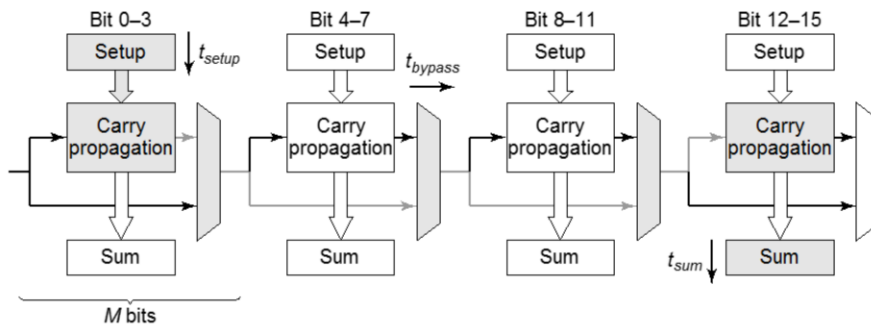 Bit 0–3
Bit 4–7
Bit 8–11
Bit 12–15
Setup
t_setup
Setup
t_bypass
Setup
Setup
Carry
propagation
Carry
propagation
Carry
propagation
Carry
propagation
Sum
Sum
Sum
t_sum
Sum
M bits